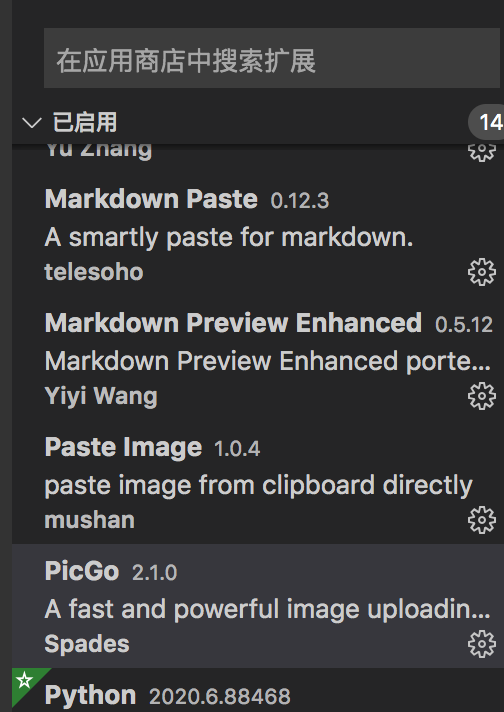 在应用商店中搜索扩展
已启用 14
Yu Zhang
Markdown Paste 0.12.3
A smartly paste for markdown.
telesoho
Markdown Preview Enhanced 0.5.12
Markdown Preview Enhanced porte...
Yiyi Wang
Paste Image 1.0.4
paste image from clipboard directly
mushan
PicGo 2.1.0
A fast and powerful image uploadin...
Spades
Python 2020.6.88468